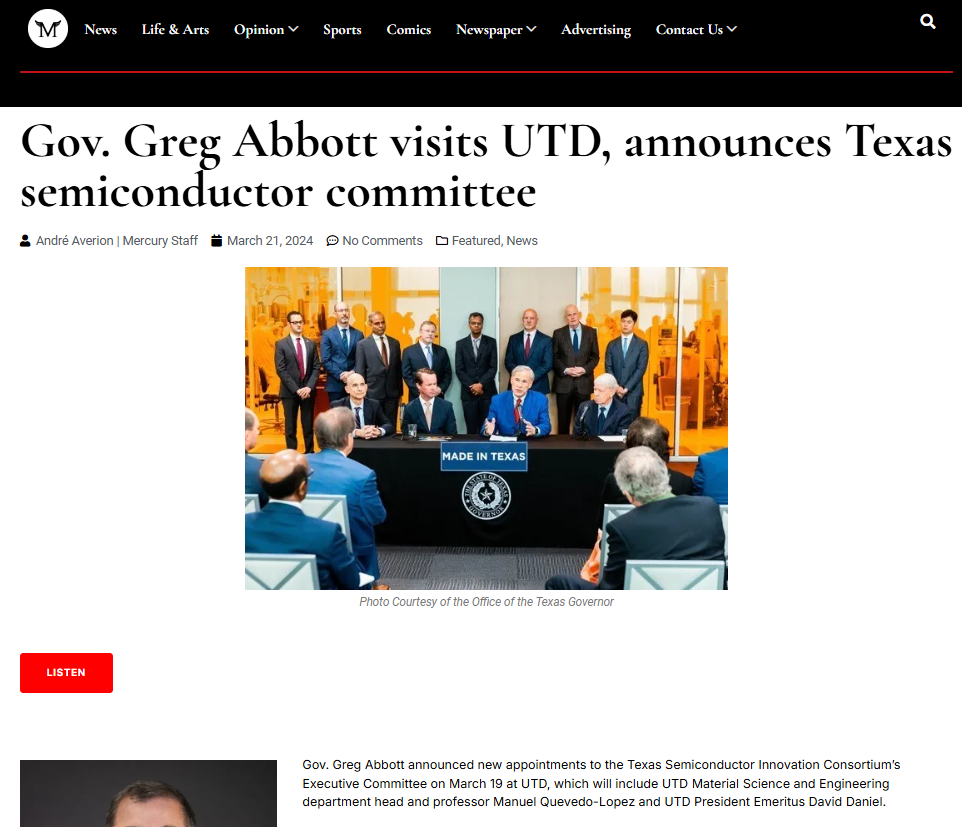 News Life & Arts Opinion Sports Comics Newspaper Advertising Contact Us
Gov. Greg Abbott visits UTD, announces Texas
semiconductor committee
André Averion | Mercury Staff March 21, 2024 No Comments Featured, News
MADE IN TEXAS
THE STATE OF TEXAS
GOVERNOR
Photo Courtesy of the Office of the Texas Governor
LISTEN
Gov. Greg Abbott announced new appointments to the Texas Semiconductor Innovation Consortium’s
Executive Committee on March 19 at UTD, which will include UTD Material Science and Engineering
department head and professor Manuel Quevedo-Lopez and UTD President Emeritus David Daniel.